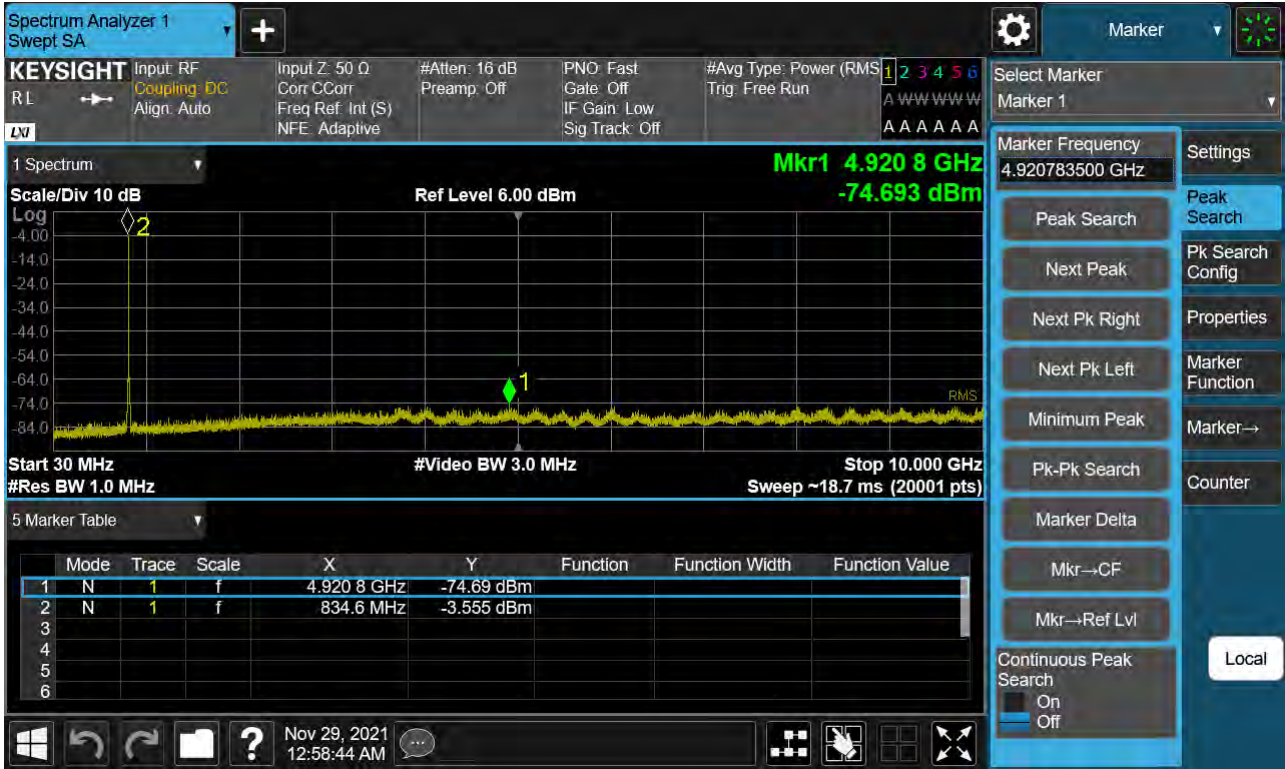 Spectrum Analyzer 1
Swept SA
Marker
KEYSIGHT
R L
LXI
Input: RF
Coupling: DC
Align: Auto
Input Z: 50 Ω
Corr CCorr
Freq Ref: Int (S)
NFE: Adaptive
#Atten: 16 dB
Preamp: Off
PNO: Fast
Gate: Off
IF Gain: Low
Sig Track: Off
#Avg Type: Power (RMS
Trig: Free Run
1 2 3 4 5 6
A W W W W W
A A A A A A
Select Marker
Marker 1
1 Spectrum
Mkr1 4.920 8 GHz
Scale/Div 10 dB
Ref Level 6.00 dBm
-74.693 dBm
Log
-4.00
-14.0
-24.0
-34.0
-44.0
-54.0
-64.0
-74.0
-84.0
2
1
RMS
Start 30 MHz
#Video BW 3.0 MHz
Stop 10.000 GHz
#Res BW 1.0 MHz
Sweep ~18.7 ms (20001 pts)
5 Marker Table
Mode Trace Scale X Y Function Function Width Function Value
1 N 1 f 4.920 8 GHz -74.69 dBm
2 N 1 f 834.6 MHz -3.555 dBm
3
4
5
6
Marker Frequency
4.920783500 GHz
Peak Search
Next Peak
Next Pk Right
Next Pk Left
Minimum Peak
Pk-Pk Search
Marker Delta
Mkr→CF
Mkr→Ref Lvl
Continuous Peak
Search
On
Off
Settings
Peak
Search
Pk Search
Config
Properties
Marker
Function
Marker→
Counter
Local
?
Nov 29, 2021
12:58:44 AM